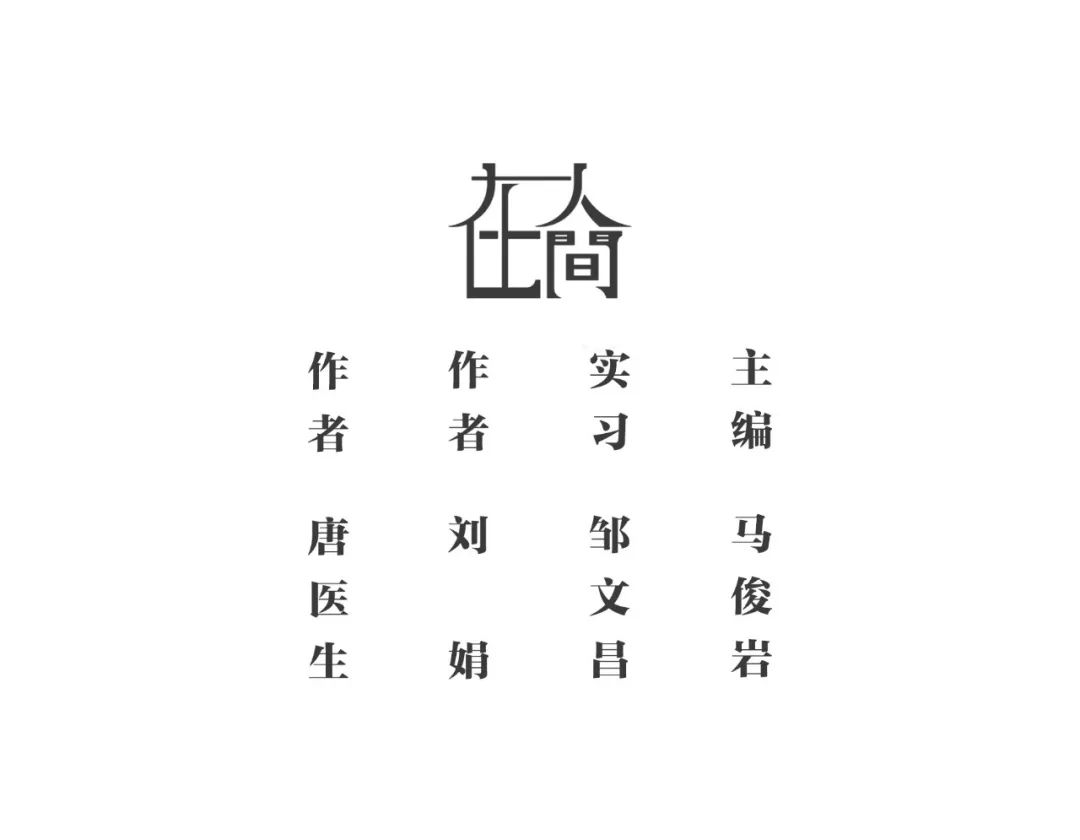 在人間
作者 唐医生
作者 刘娟
实习 邹文昌
主编 马俊岩